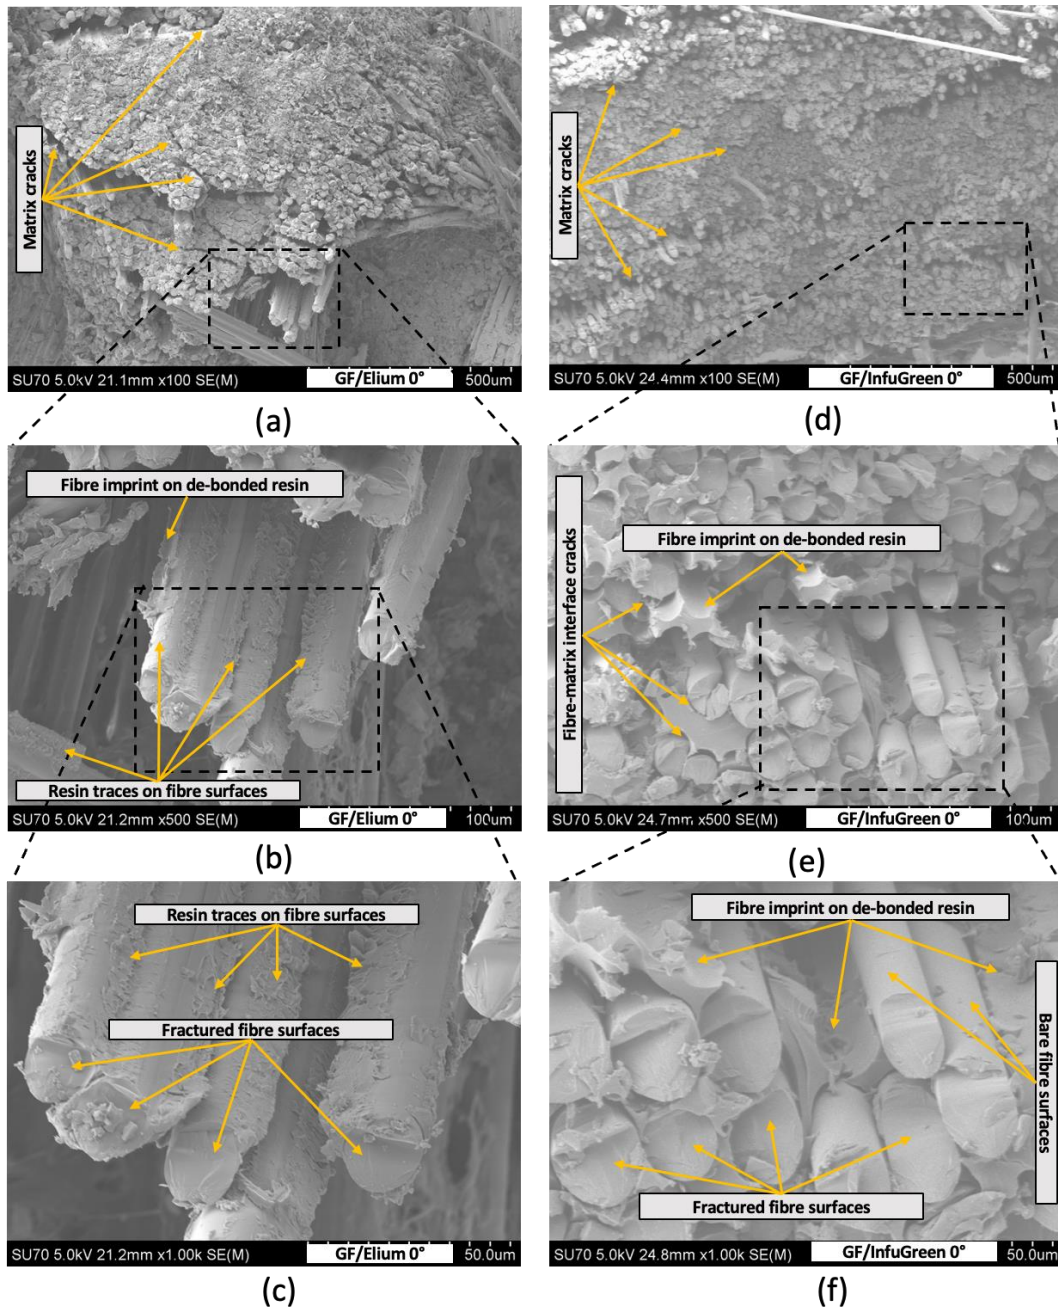 Matrix cracks
SU70 5.0kV 21.1mm x100 SE(M)
GF/Elium 0°
500um
(a)
Matrix cracks
SU70 5.0kV 24.4mm x100 SE(M)
GF/InfuGreen 0°
500um
(d)
Fibre imprint on de-bonded resin
Resin traces on fibre surfaces
SU70 5.0kV 21.2mm x500 SE(M)
GF/Elium 0°
100um
(b)
Fibre-matrix interface cracks
Fibre imprint on de-bonded resin
SU70 5.0kV 24.7mm x500 SE(M)
GF/InfuGreen 0°
100um
(e)
Resin traces on fibre surfaces
Fractured fibre surfaces
SU70 5.0kV 21.2mm x1.00k SE(M)
GF/Elium 0°
50.0um
(c)
Fibre imprint on de-bonded resin
Bare fibre surfaces
Fractured fibre surfaces
SU70 5.0kV 24.8mm x1.00k SE(M)
GF/InfuGreen 0°
50.0um
(f)